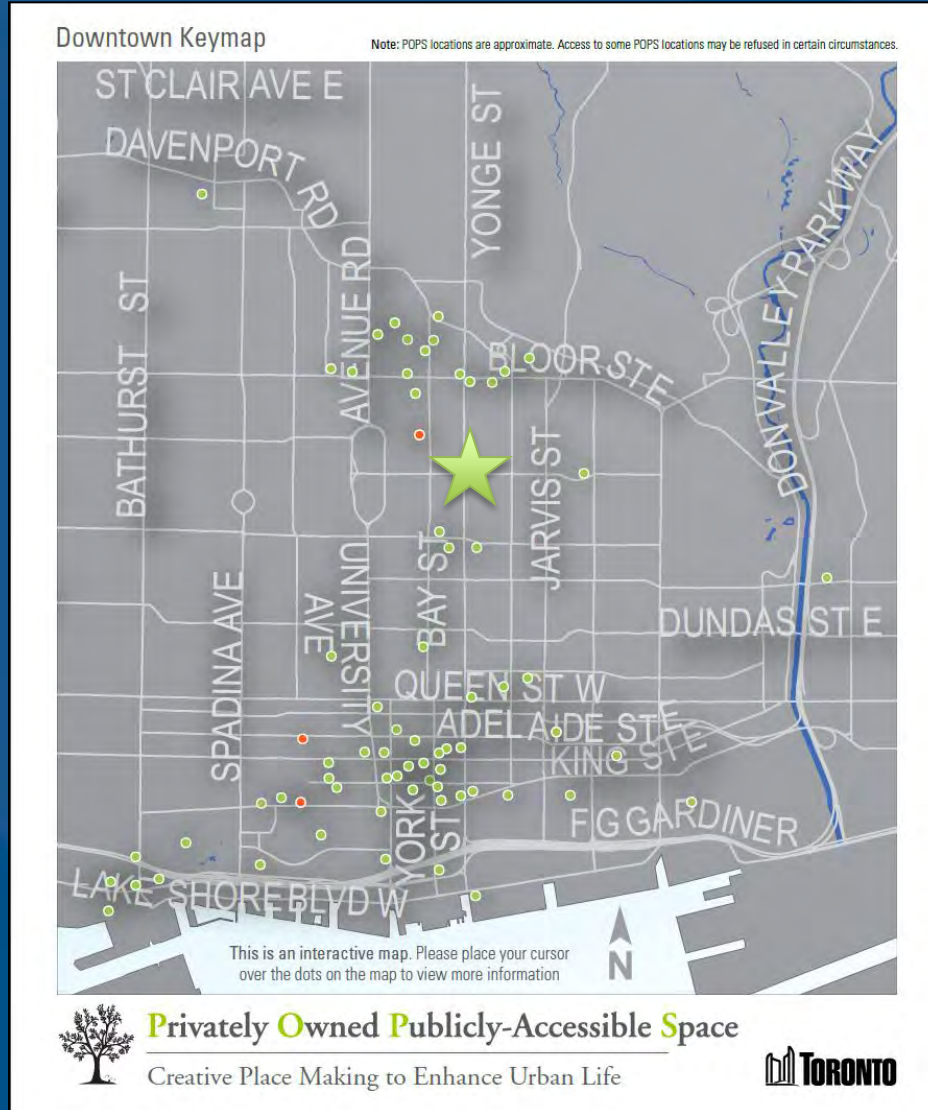 Downtown Keymap
Note: POPS locations are approximate. Access to some POPS locations may be refused in certain circumstances.
ST CLAIR AVE E
DAVENPORT RD
YONGE ST
AVENUE RD
BATHURST ST
DON VALLEY PARKWAY
BLOOR ST E
JARVIS ST
BAY ST
UNIVERSITY AVE
SPADINA AVE
DUNDAS ST E
QUEEN ST W
ADELAIDE ST E
KING ST E
YORK ST
F G GARDINER
LAKE SHORE BLVD W
This is an interactive map. Please place your cursor
over the dots on the map to view more information
N
Privately Owned Publicly-Accessible Space
Creative Place Making to Enhance Urban Life
TORONTO